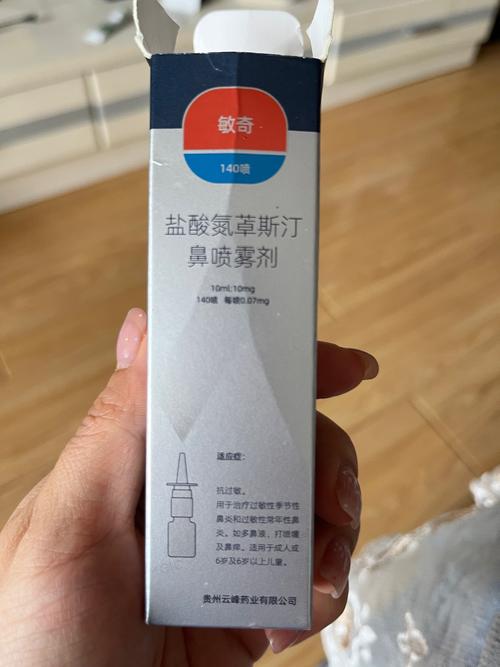 敏奇
140喷
盐酸氮䓬斯汀
鼻喷雾剂
10ml:10mg
140喷 每喷0.07mg
适应症:
抗过敏。
用于治疗过敏性季节性
鼻炎和过敏性常年性鼻
炎。如多鼻液、打喷嚏
及鼻痒。适用于成人或
6岁及6岁以上儿童。
贵州云峰药业有限公司